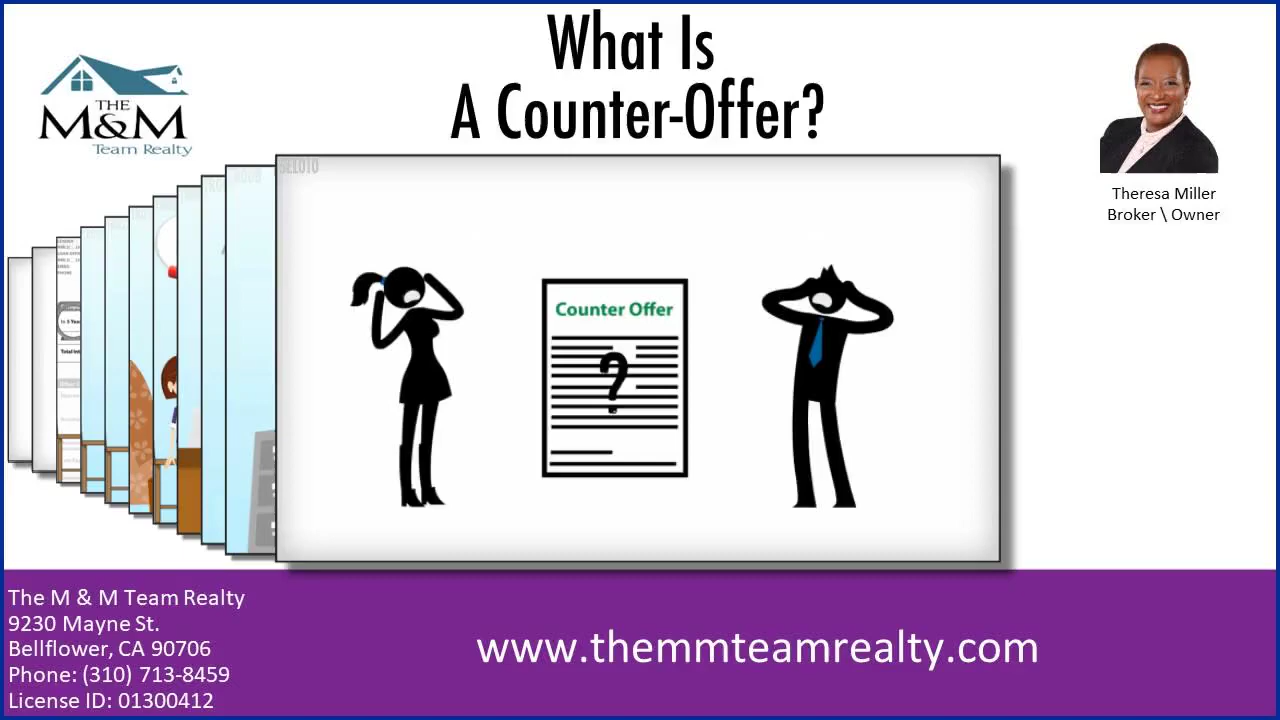 What Is
A Counter-Offer?
THE
M&M
Team Realty
Theresa Miller
Broker \ Owner
SEL010
Counter Offer
?
The M & M Team Realty
9230 Mayne St.
Bellflower, CA 90706
Phone: (310) 713-8459
License ID: 01300412
www.themmteamrealty.com